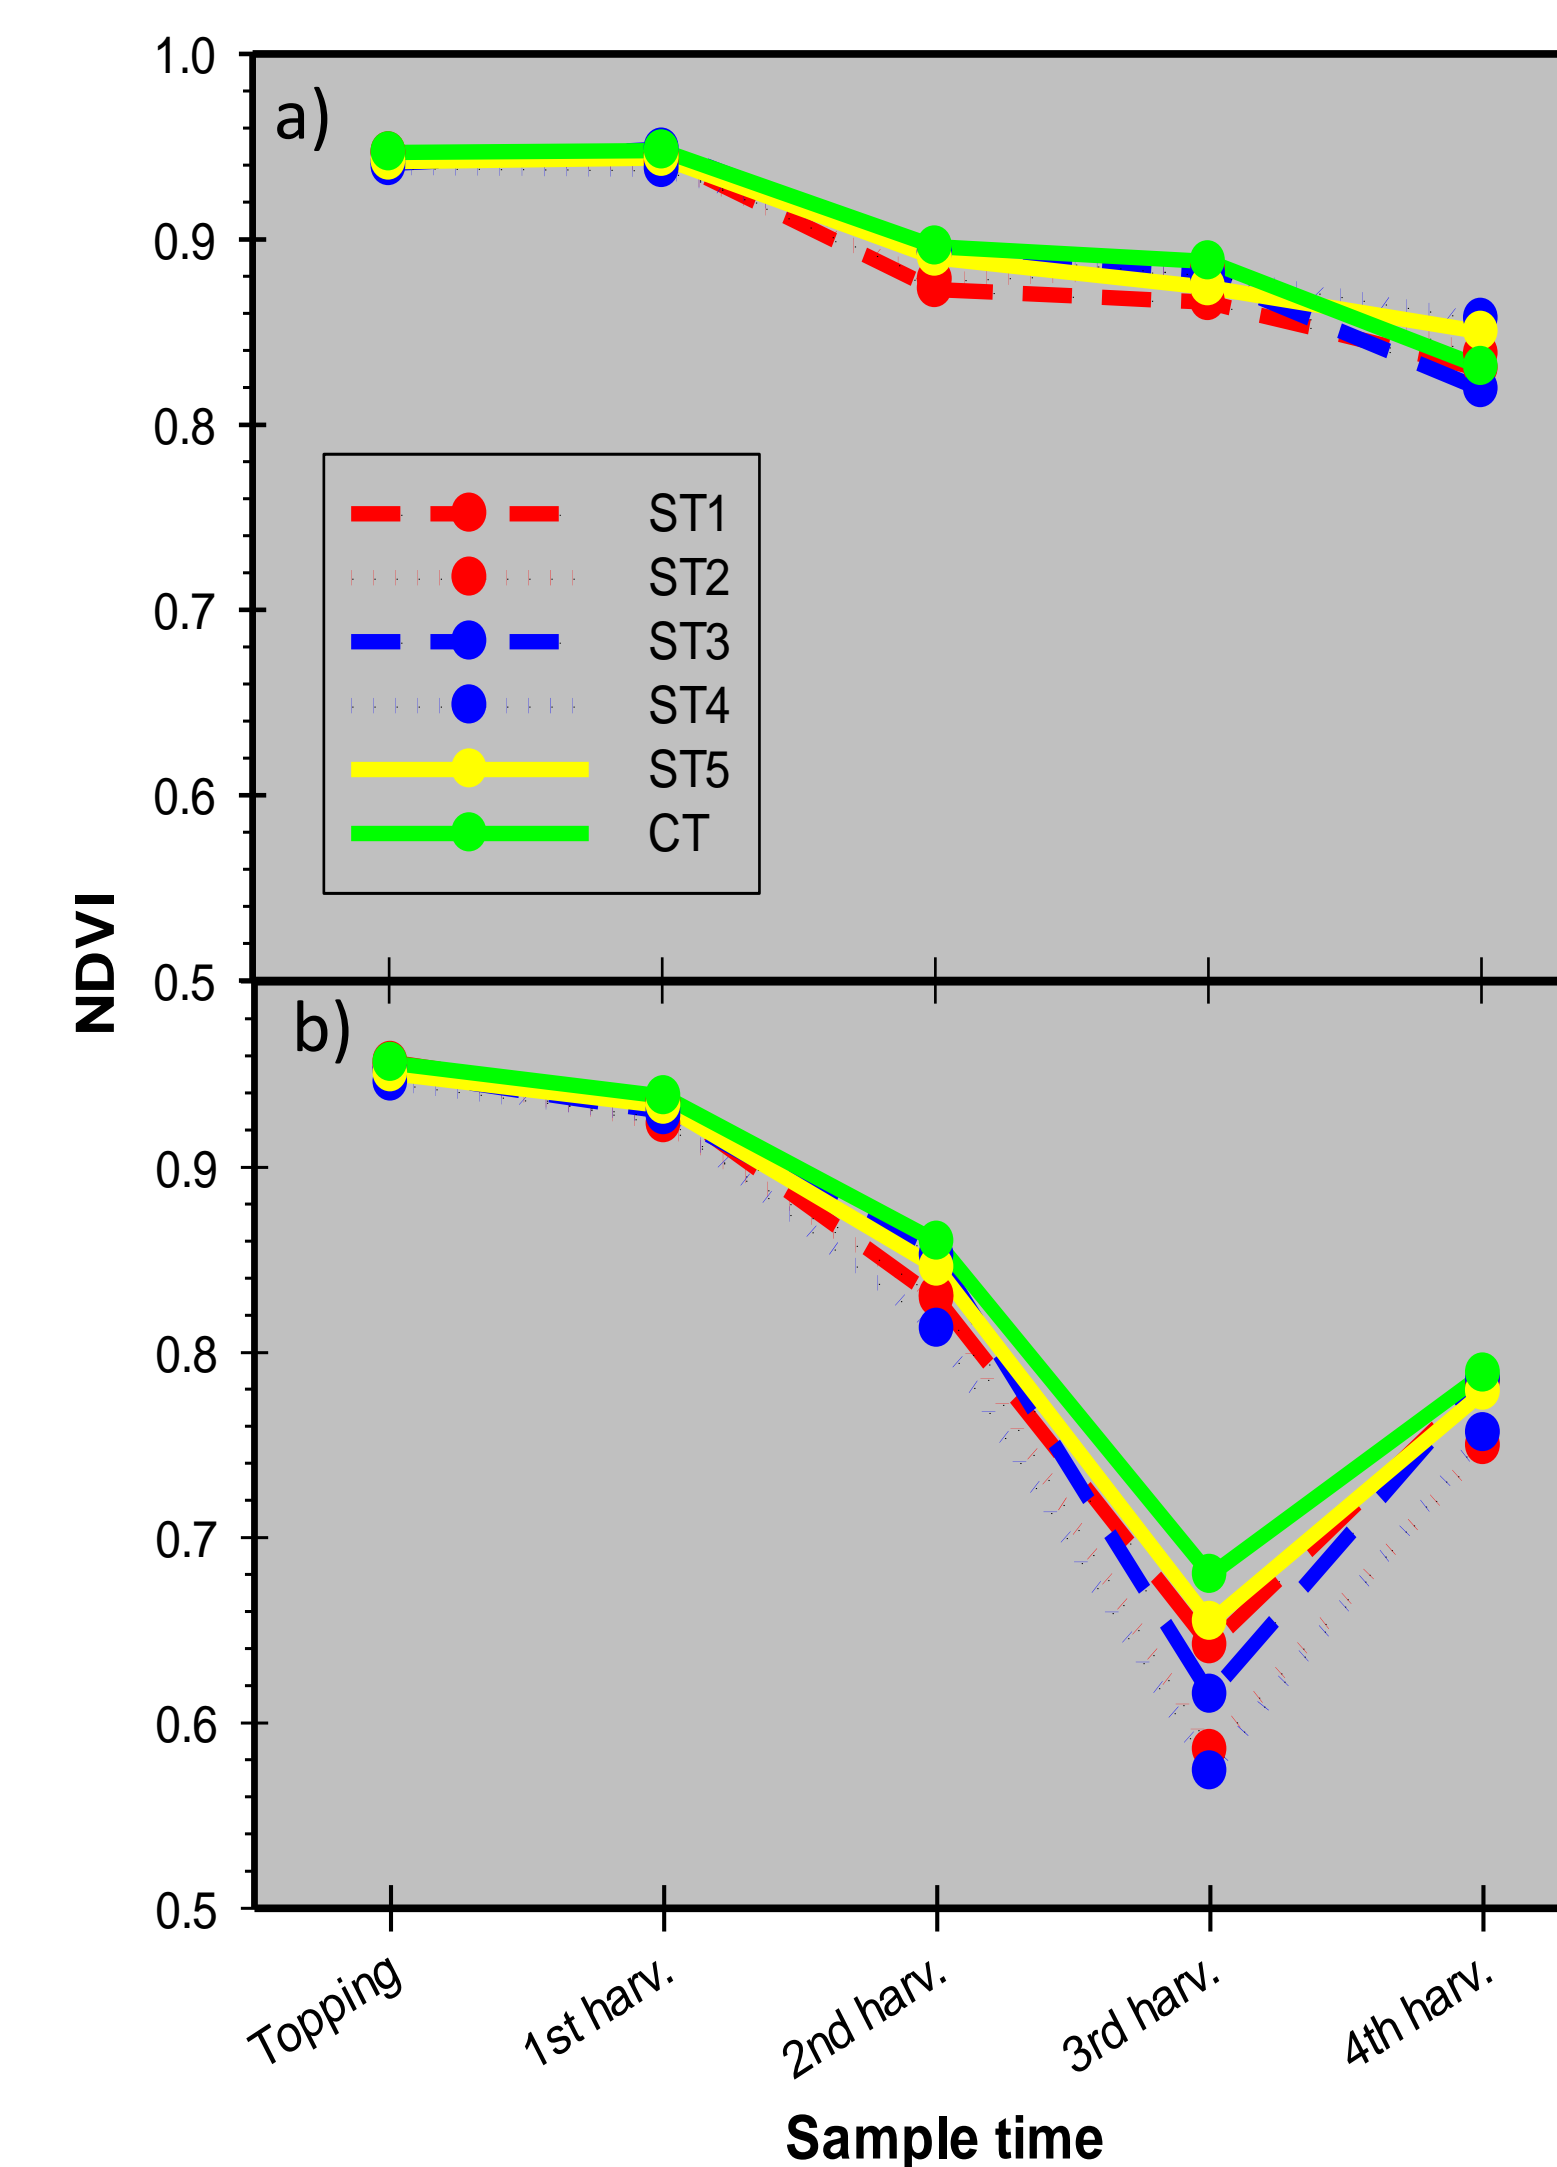 1.0
a)
0.9
0.8
ST1
ST2
0.7
ST3
ST4
ST5
0.6
CT
NDVI
0.5
b)
0.9
0.8
0.7
0.6
0.5
Topping
1st harv.
2nd harv.
3rd harv.
4th harv.
Sample time